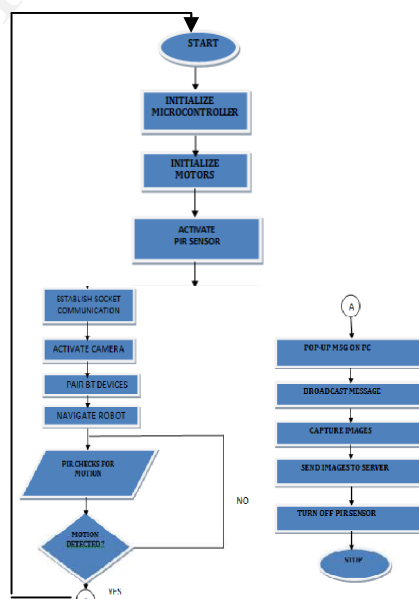 START
INITIALIZE
MICROCONTROLLER
INITIALIZE
MOTORS
ACTIVATE
PIR SENSOR
ESTABLISH SOCKET
COMMUNICATION
ACTIVATE CAMERA
PAIR BT DEVICES
NAVIGATE ROBOT
PIR CHECKS FOR
MOTION
NO
MOTION
DETECTED?
YES
A
POP-UP MSG ON PC
BROADCAST MESSAGE
CAPTURE IMAGES
SEND IMAGES TO SERVER
TURN OFF PIR SENSOR
STOP